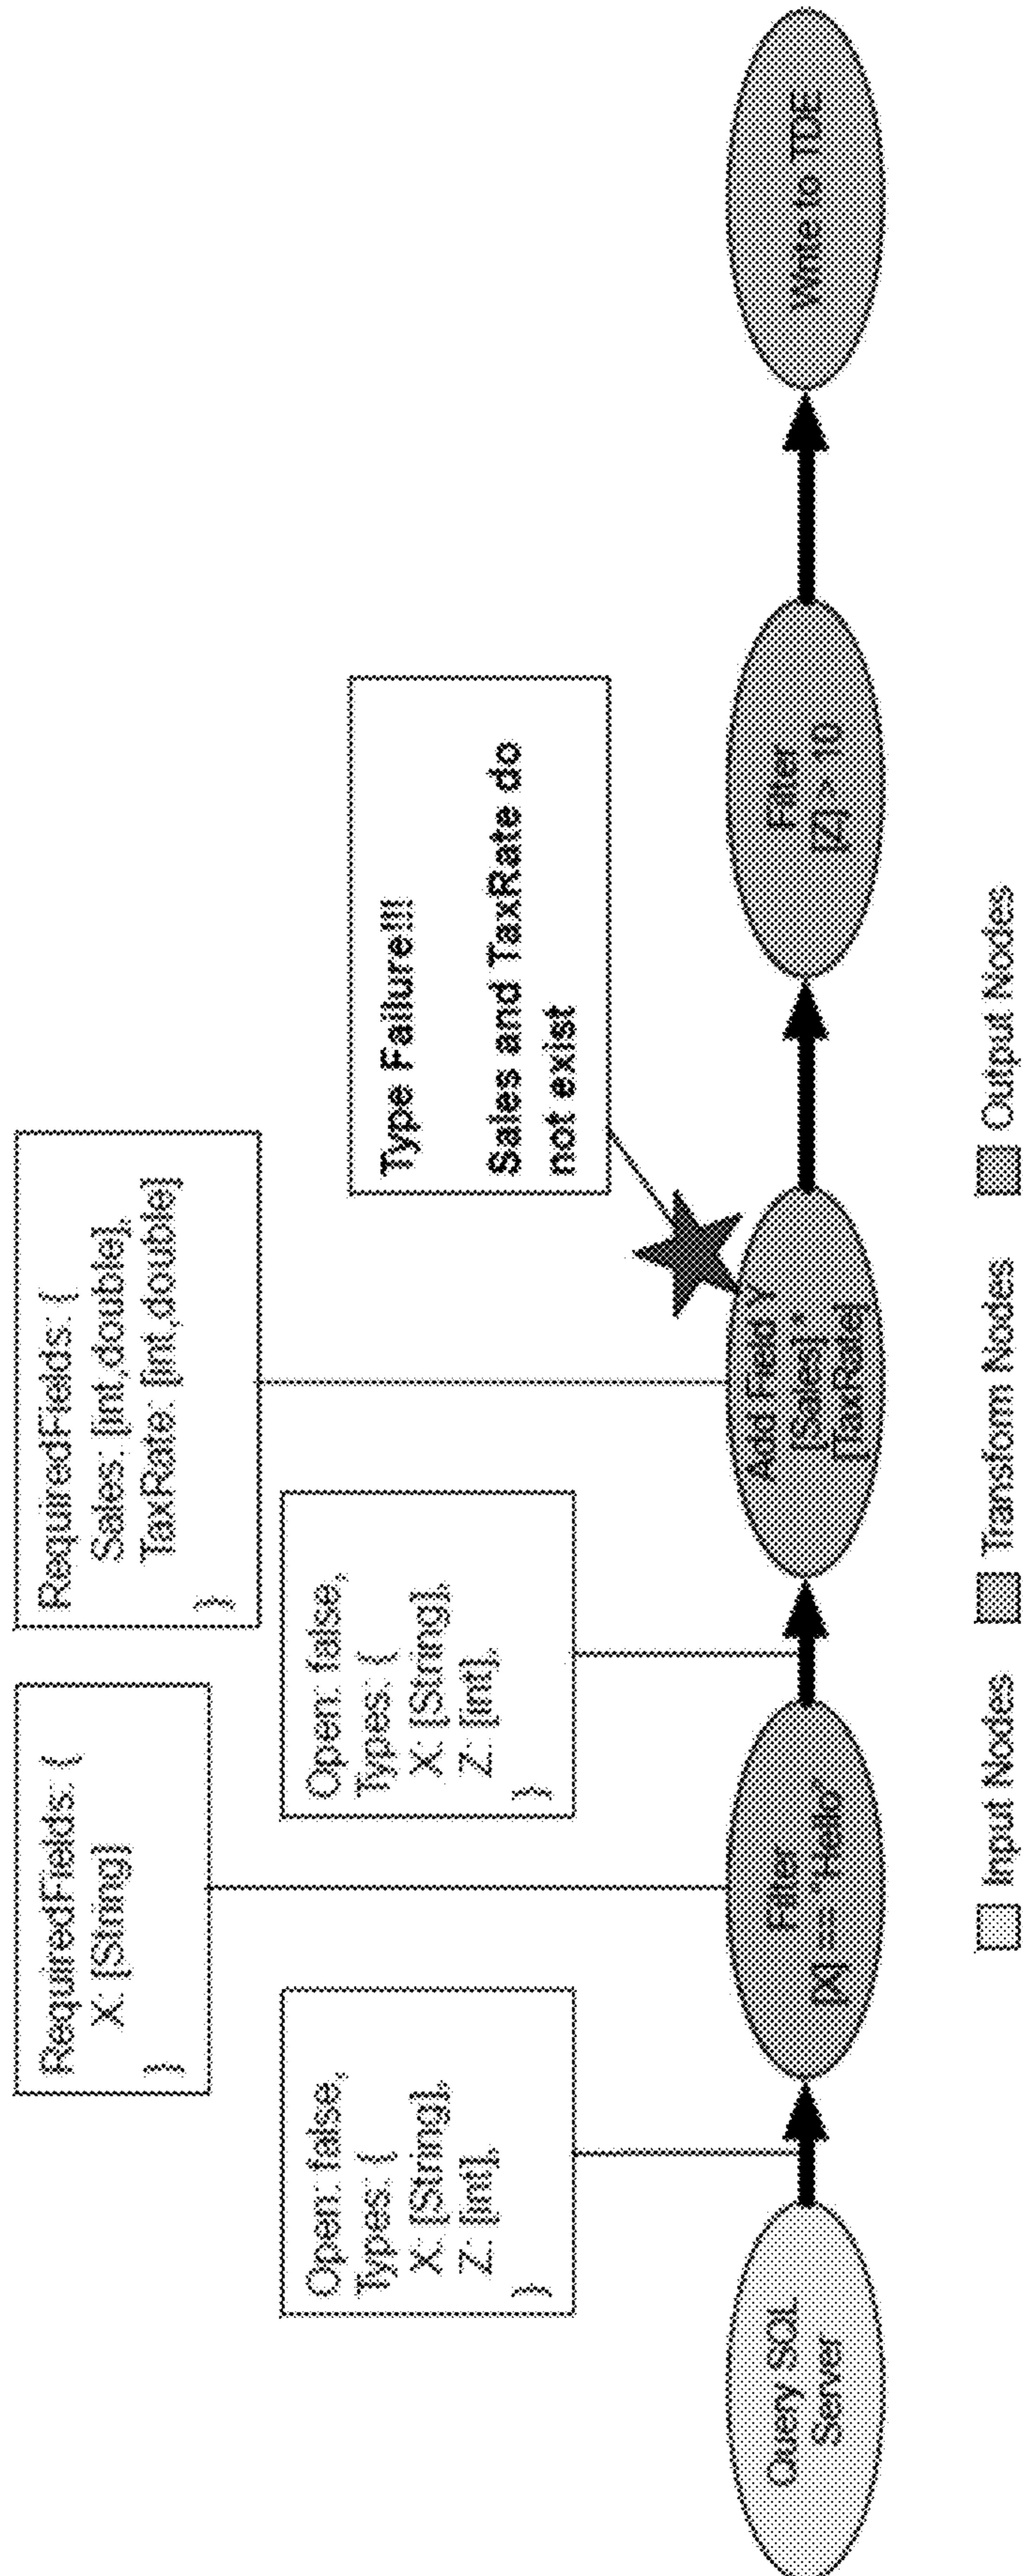 RequiredFields: {
X: [String]
}
RequiredFields: {
Sales: [int,double],
TaxRate: [int,double]
}
Open: false,
Types: {
X: [String],
Z: [int],
}
Open: false,
Types: {
X: [String],
Z: [int],
}
Type Failure!!!
Sales and TaxRate do
not exist
Query SQL
Server
Filter
[X] == "Hello"
Add Field Y
[Sales] *
[TaxRate]
Filter
[Z] > 10
Write to TDE
Input Nodes
Transform Nodes
Output Nodes